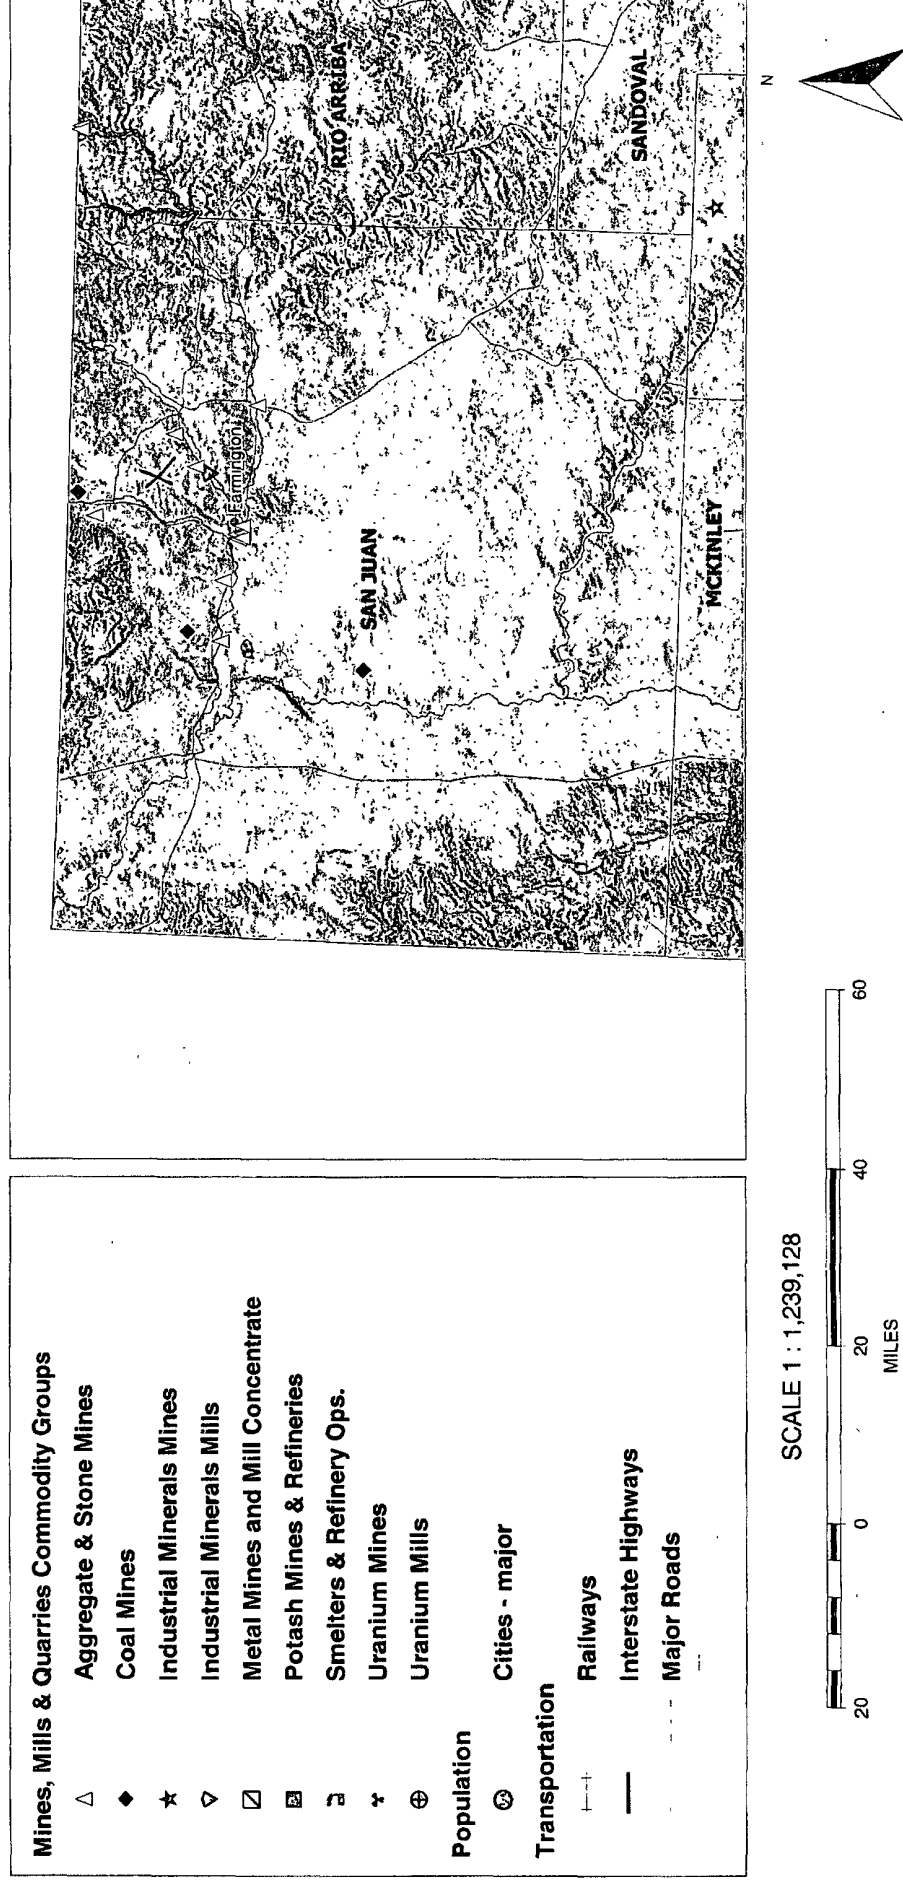 Mines, Mills & Quarries Commodity Groups
Aggregate & Stone Mines
Coal Mines
Industrial Minerals Mines
Industrial Minerals Mills
Metal Mines and Mill Concentrate
Potash Mines & Refineries
Smelters & Refinery Ops.
Uranium Mines
Uranium Mills
Population
Cities - major
Transportation
Railways
Interstate Highways
Major Roads
RIO ARRIBA
SANDOVAL
Farmington
SAN JUAN
MCKINLEY
N
SCALE 1 : 1,239,128
20 0 20 40 60
MILES